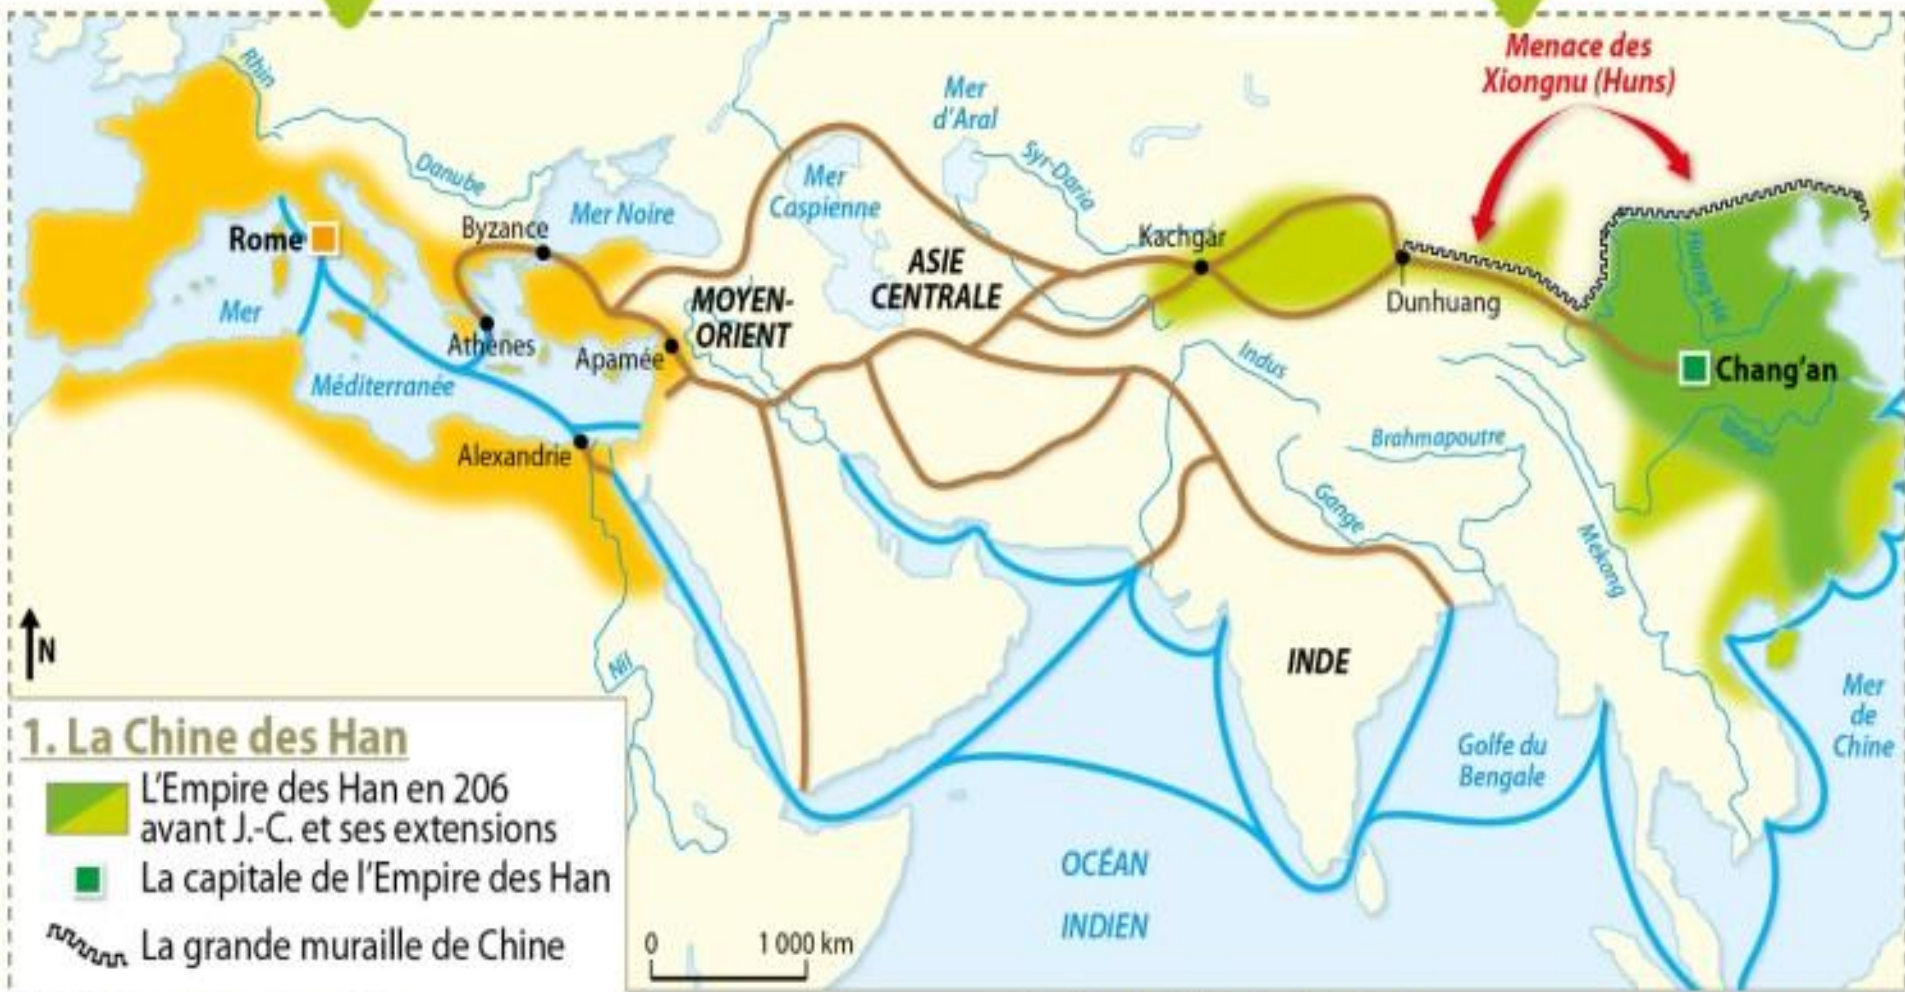 Menace des
Xiongnu (Huns)
Rhin
Mer
d'Aral
Danube
Syr-Daria
Mer
Caspienne
Mer Noire
Byzance
Rome
Kachgar
ASIE
CENTRALE
MOYEN-
ORIENT
Dunhuang
Huang Hé
Mer
Méditerranée
Athènes
Apamée
Indus
Chang'an
Brahmapoutre
Alexandrie
Gange
Mékong
Nil
INDE
Mer
de
Chine
Golfe du
Bengale
OCÉAN
INDIEN
N
1. La Chine des Han
L'Empire des Han en 206
avant J.-C. et ses extensions
La capitale de l'Empire des Han
La grande muraille de Chine
0 1 000 km